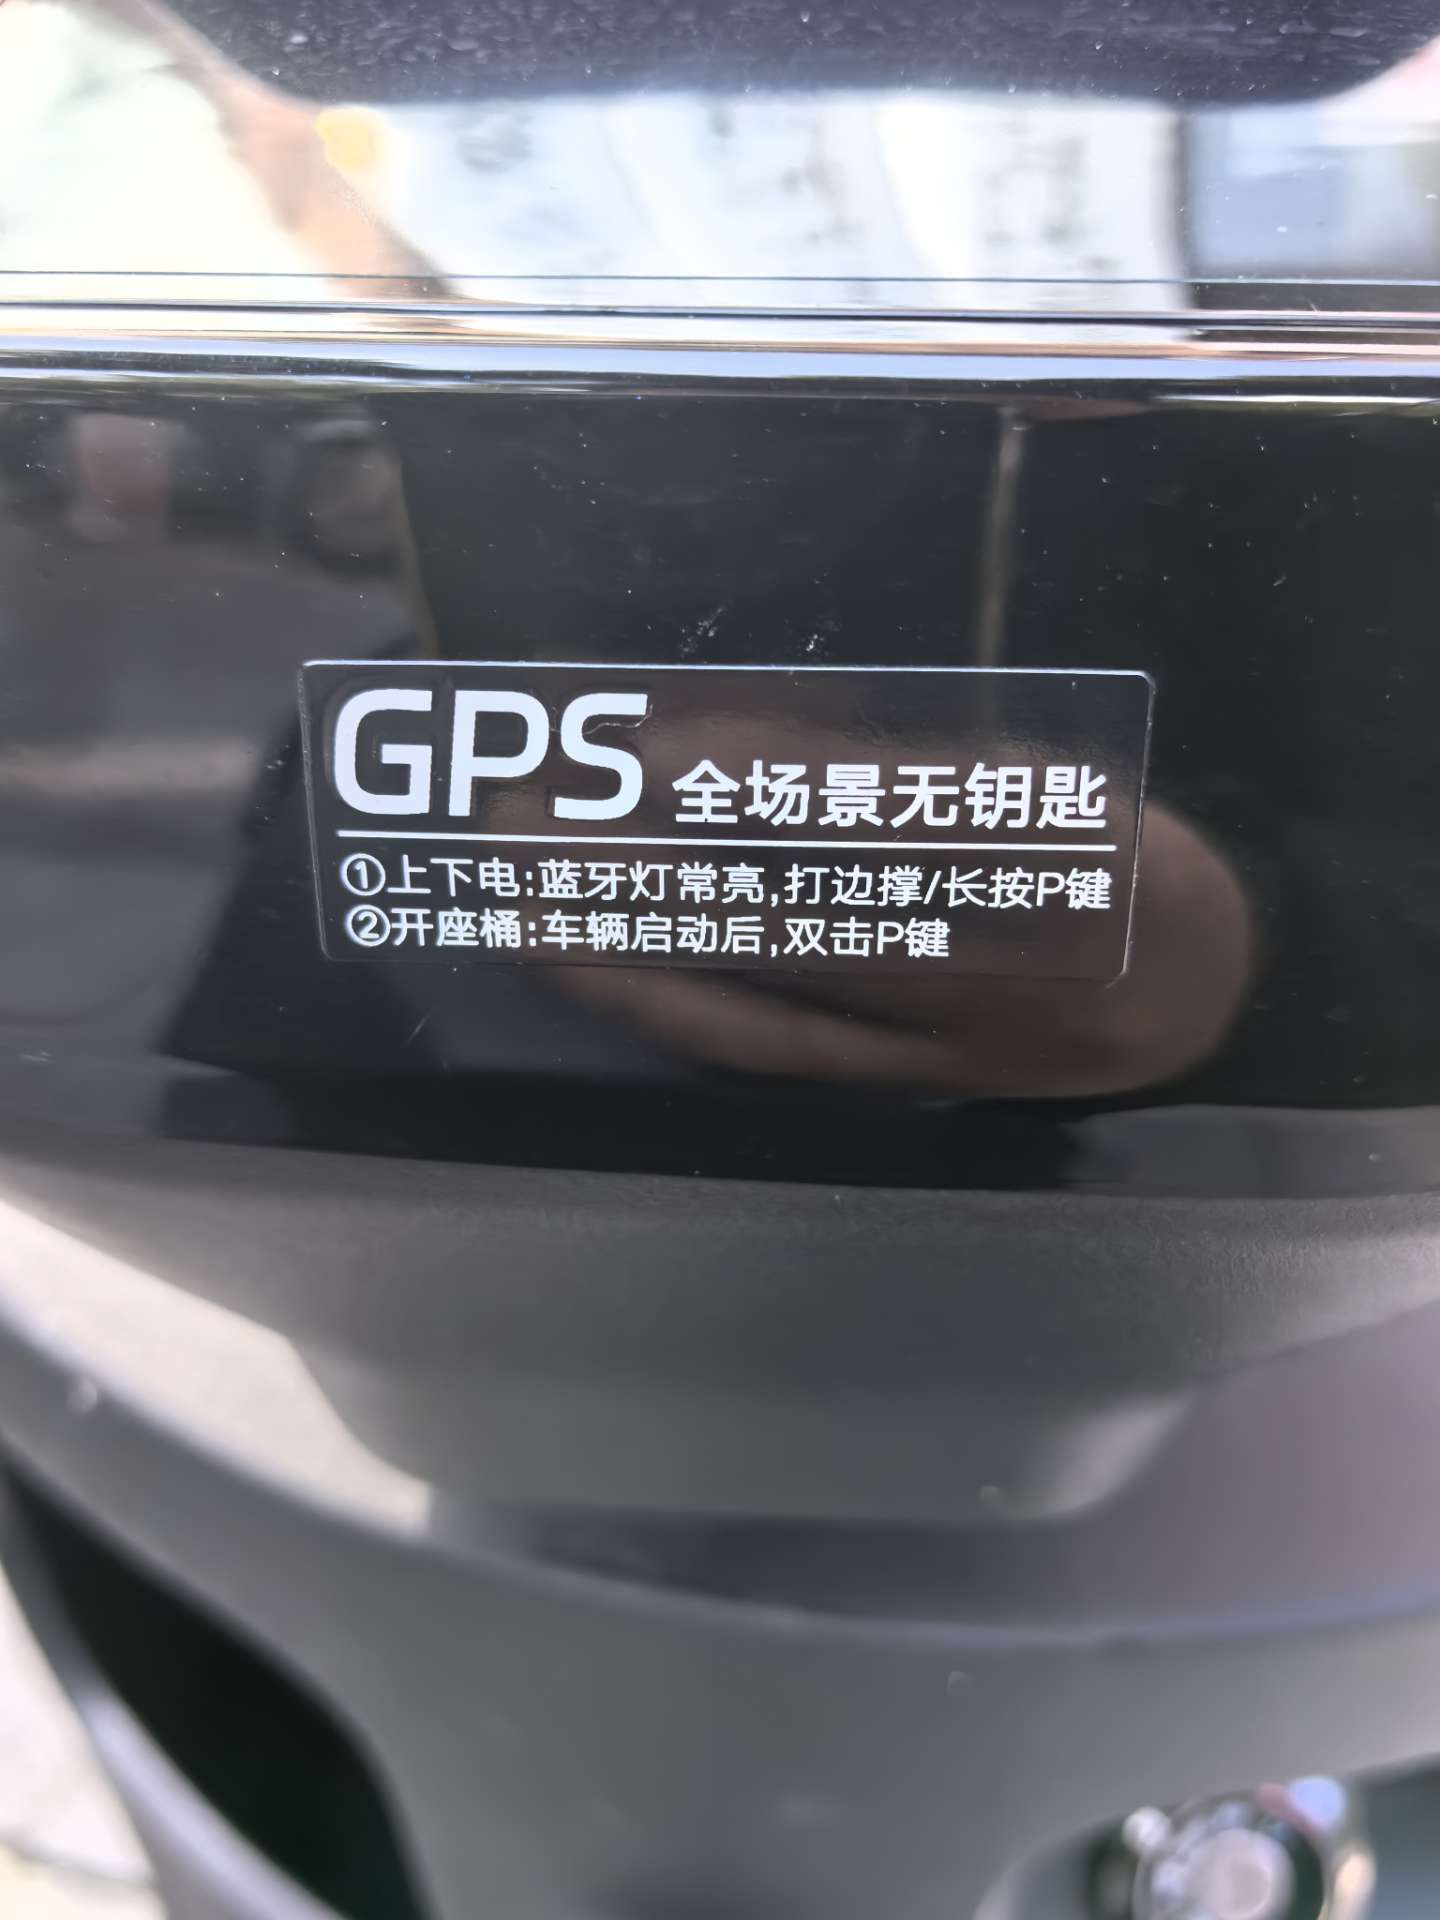 GPS 全场景无钥匙
①上下电:蓝牙灯常亮,打边撑/长按P键
②开座桶:车辆启动后,双击P键